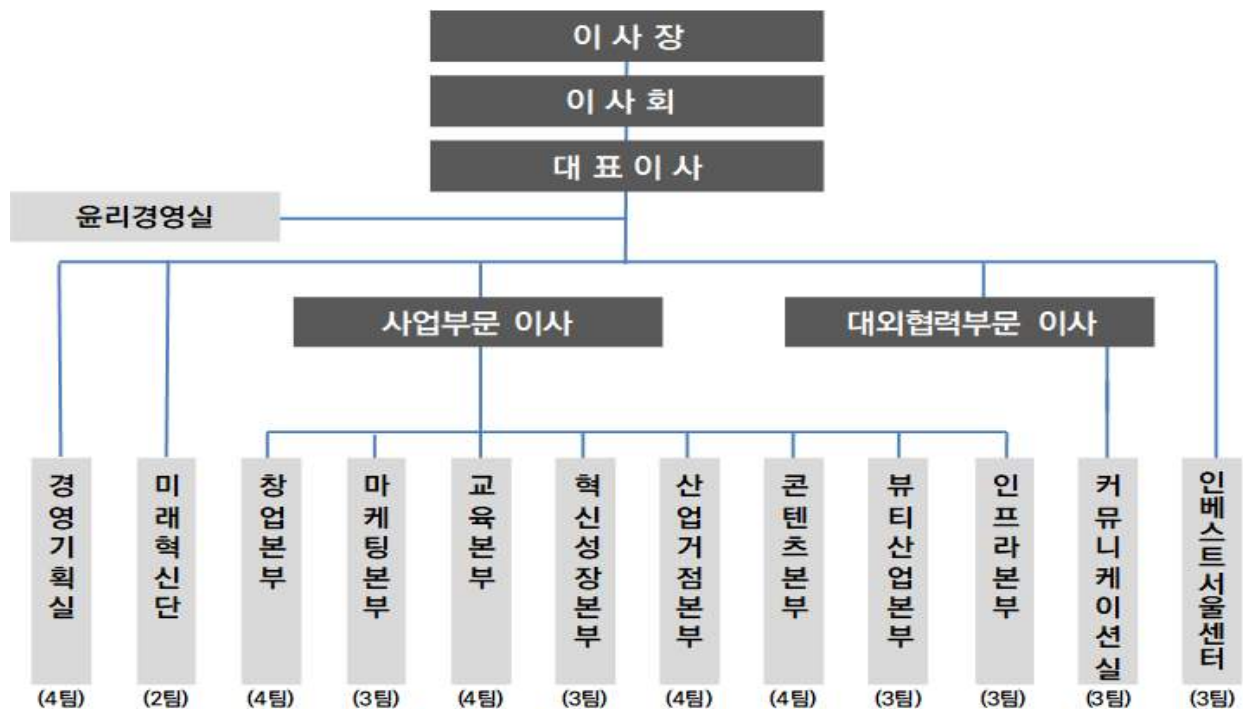 이 사 장
이 사 회
대 표 이 사
윤리경영실
사업부문 이사
대외협력부문 이사
경영기획실
미래혁신단
창업본부
마케팅본부
교육본부
혁신성장본부
산업거점본부
콘텐츠본부
뷰티산업본부
인프라본부
커뮤니케이션실
인베스트서울센터
(4팀)
(2팀)
(4팀)
(3팀)
(4팀)
(3팀)
(4팀)
(4팀)
(3팀)
(3팀)
(3팀)
(3팀)